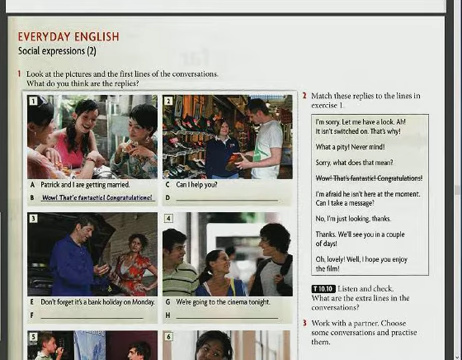 EVERYDAY ENGLISH
Social expressions (2)
1 Look at the pictures and the first lines of the conversations.
What do you think are the replies?
1
2
A Patrick and I are getting married.
B Wow! That's fantastic! Congratulations!
C Can I help you?
D
3
4
E Don't forget it's a bank holiday on Monday.
F
G We're going to the cinema tonight.
H
5
6
2 Match these replies to the lines in
exercise 1.
I'm sorry. Let me have a look. Ah!
It isn't switched on. That's why!
What a pity! Never mind!
Sorry, what does that mean?
Wow! That's fantastic! Congratulations!
I'm afraid he isn't here at the moment.
Can I take a message?
No, I'm just looking, thanks.
Thanks. We'll see you in a couple
of days!
Oh, lovely! Well, I hope you enjoy
the film!
T 10.10 Listen and check.
What are the extra lines in the
conversations?
3 Work with a partner. Choose
some conversations and practise
them.